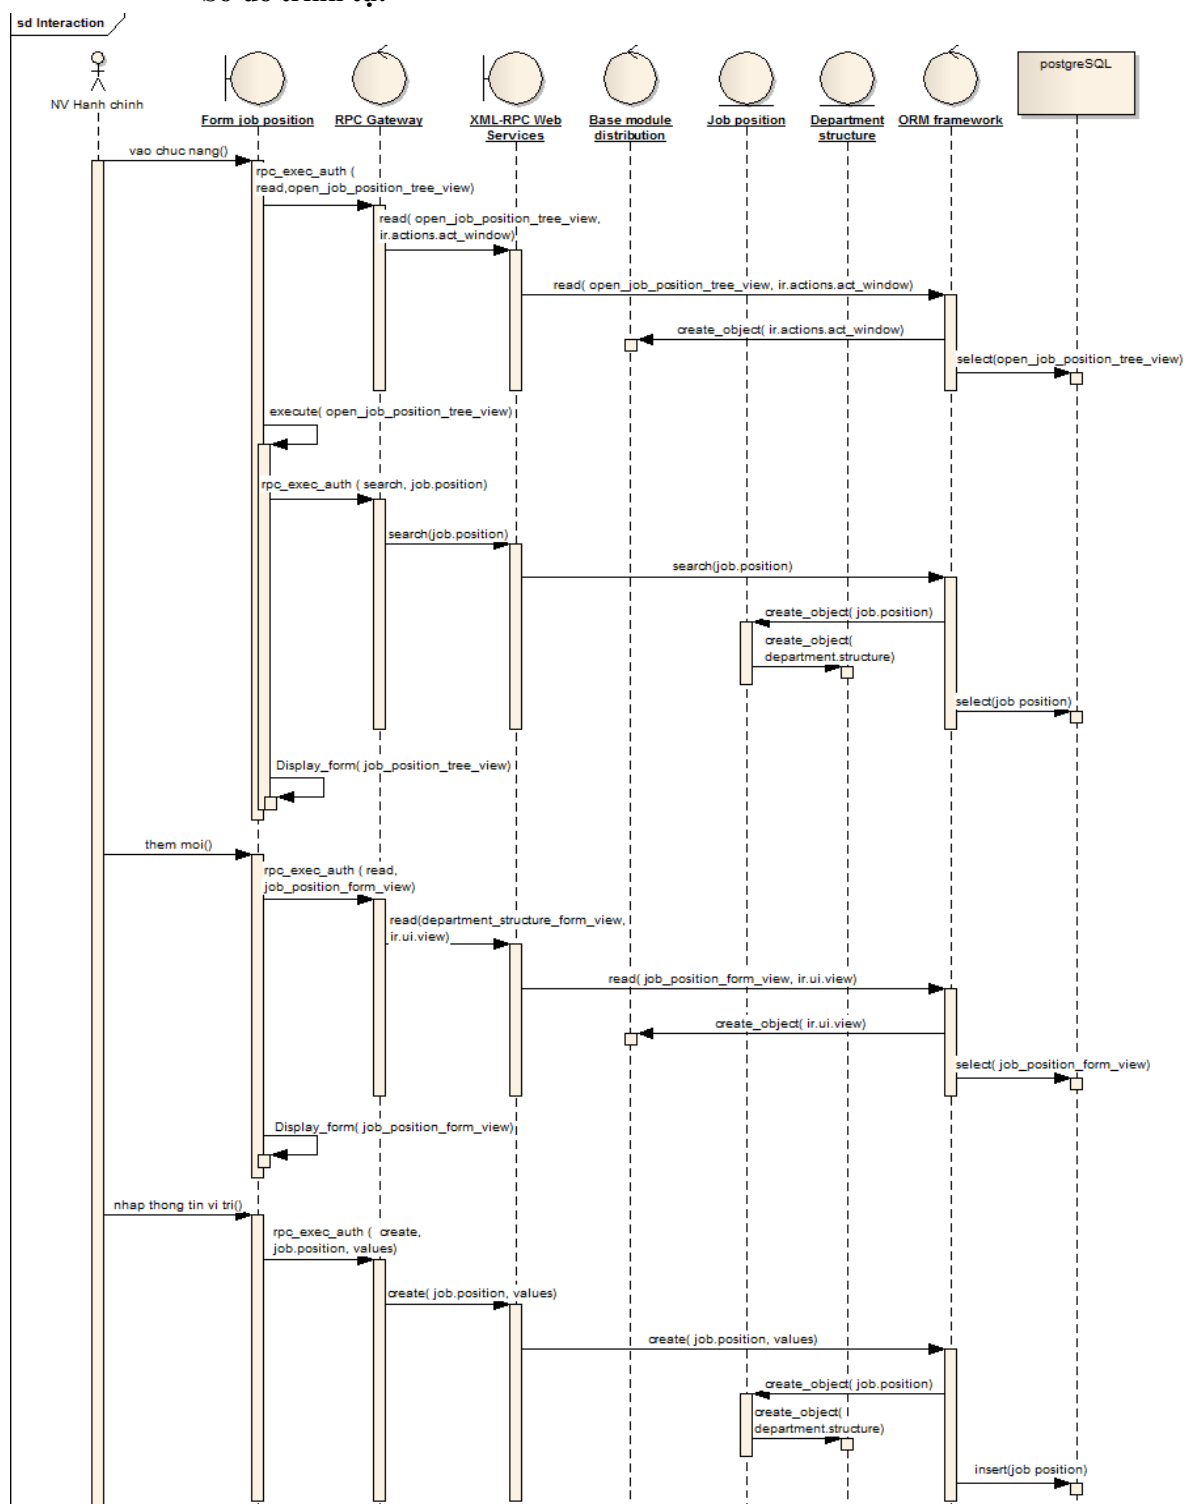 Sơ đồ trình tự:
sd Interaction
NV Hanh chinh
Form job position
RPC Gateway
XML-RPC Web
Services
Base module
distribution
Job position
Department
structure
ORM framework
postgreSQL
vao chuc nang()
rpc_exec_auth (
read,open_job_position_tree_view)
read( open_job_position_tree_view,
ir.actions.act_window)
read( open_job_position_tree_view, ir.actions.act_window)
create_object( ir.actions.act_window)
select(open_job_position_tree_view)
execute( open_job_position_tree_view)
rpc_exec_auth ( search, job.position)
search(job.position)
search(job.position)
create_object( job.position)
create_object(
department.structure)
select(job position)
Display_form( job_position_tree_view)
them moi()
rpc_exec_auth ( read,
job_position_form_view)
read(department_structure_form_view,
ir.ui.view)
read( job_position_form_view, ir.ui.view)
create_object( ir.ui.view)
select( job_position_form_view)
Display_form( job_position_form_view)
nhap thong tin vi tri()
rpc_exec_auth ( create,
job.position, values)
create( job.position, values)
create( job.position, values)
create_object( job.position)
create_object(
department.structure)
insert(job position)